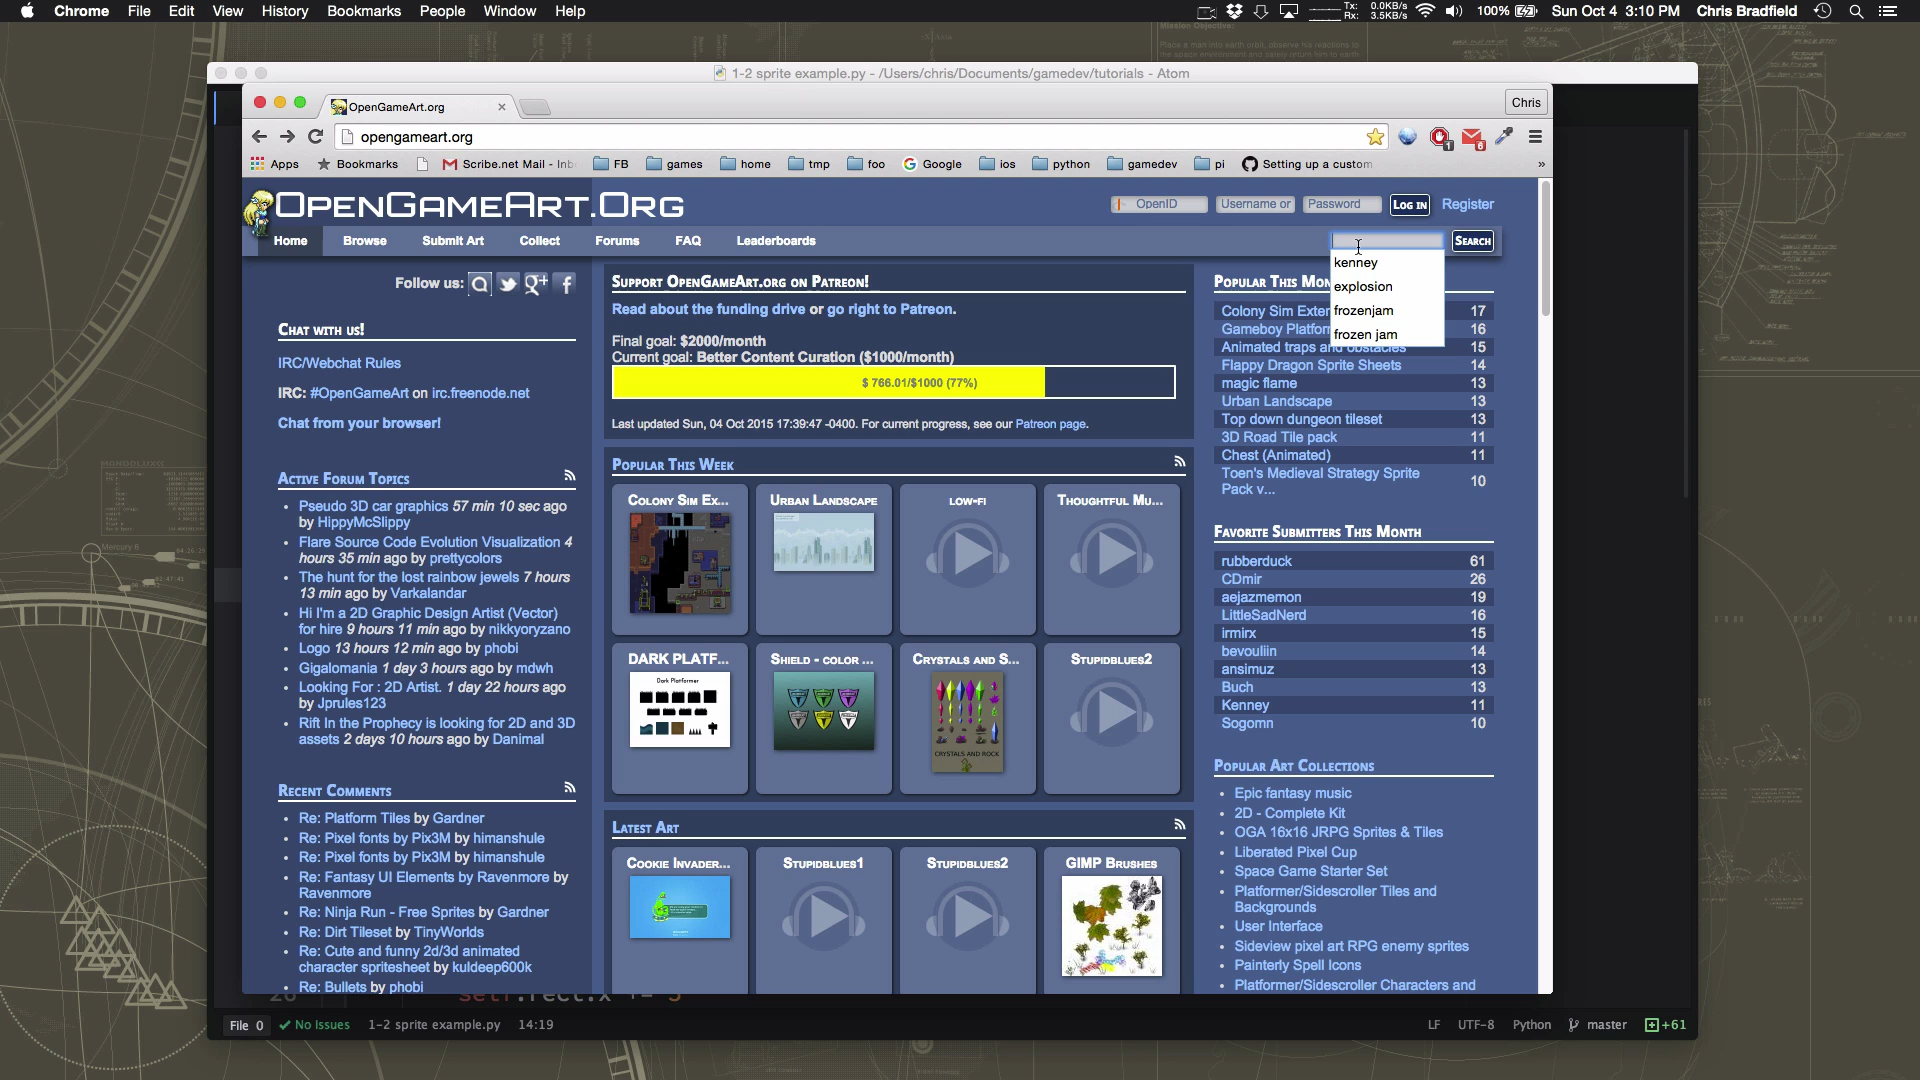 Chrome File Edit View History Bookmarks People Window Help
Tx: 0.0KB/s
Rx: 3.5KB/s
100% Sun Oct 4 3:10 PM Chris Bradfield
1-2 sprite example.py - /Users/chris/Documents/gamedev/tutorials - Atom
OpenGameArt.org
Chris
opengameart.org
Apps Bookmarks Scribe.net Mail - Inb FB games home tmp foo Google ios python gamedev pi Setting up a custom »
OpenGameArt.Org
OpenID Username or Password Log in Register
Home Browse Submit Art Collect Forums FAQ Leaderboards
Search
kenney
explosion
frozenjam
frozen jam
Follow us:
Chat with us!
IRC/Webchat Rules
IRC: #OpenGameArt on irc.freenode.net
Chat from your browser!
Active Forum Topics
Pseudo 3D car graphics 57 min 10 sec ago
by HippyMcSlippy
Flare Source Code Evolution Visualization 4
hours 35 min ago by prettycolors
The hunt for the lost rainbow jewels 7 hours
13 min ago by Varkalandar
Hi I'm a 2D Graphic Design Artist (Vector)
for hire 9 hours 11 min ago by nikkyoryzano
Logo 13 hours 12 min ago by phobi
Gigalomania 1 day 3 hours ago by mdwh
Looking For : 2D Artist. 1 day 22 hours ago
by Jprules123
Rift In the Prophecy is looking for 2D and 3D
assets 2 days 10 hours ago by Danimal
Recent Comments
Re: Platform Tiles by Gardner
Re: Pixel fonts by Pix3M by himanshule
Re: Pixel fonts by Pix3M by himanshule
Re: Fantasy UI Elements by Ravenmore by
Ravenmore
Re: Ninja Run - Free Sprites by Gardner
Re: Dirt Tileset by TinyWorlds
Re: Cute and funny 2d/3d animated
character spritesheet by kuldeep600k
Re: Bullets by phobi
Support OpenGameArt.org on Patreon!
Read about the funding drive or go right to Patreon.
Final goal: $2000/month
Current goal: Better Content Curation ($1000/month)
$ 766.01/$1000 (77%)
Last updated Sun, 04 Oct 2015 17:39:47 -0400. For current progress, see our Patreon page.
Popular This Week
Colony Sim Ex... Urban Landscape low-fi Thoughtful Mu...
DARK PLATF... Shield - color ... Crystals and S... Stupidblues2
Dark Platformer
CRYSTALS AND ROCK
Latest Art
Cookie Invader... Stupidblues1 Stupidblues2 GIMP Brushes
Popular This Mon
Colony Sim Exter 17
Gameboy Platfor 16
Animated traps and obstacles 15
Flappy Dragon Sprite Sheets 14
magic flame 13
Urban Landscape 13
Top down dungeon tileset 13
3D Road Tile pack 11
Chest (Animated) 11
Toen's Medieval Strategy Sprite
Pack v... 10
Favorite Submitters This Month
rubberduck 61
CDmir 26
aejazmemon 19
LittleSadNerd 16
irmirx 15
bevouliin 14
ansimuz 13
Buch 13
Kenney 11
Sogomn 10
Popular Art Collections
Epic fantasy music
2D - Complete Kit
OGA 16x16 JRPG Sprites & Tiles
Liberated Pixel Cup
Space Game Starter Set
Platformer/Sidescroller Tiles and
Backgrounds
User Interface
Sideview pixel art RPG enemy sprites
Painterly Spell Icons
Platformer/Sidescroller Characters and
File 0 No Issues 1-2 sprite example.py 14:19 LF UTF-8 Python master +61